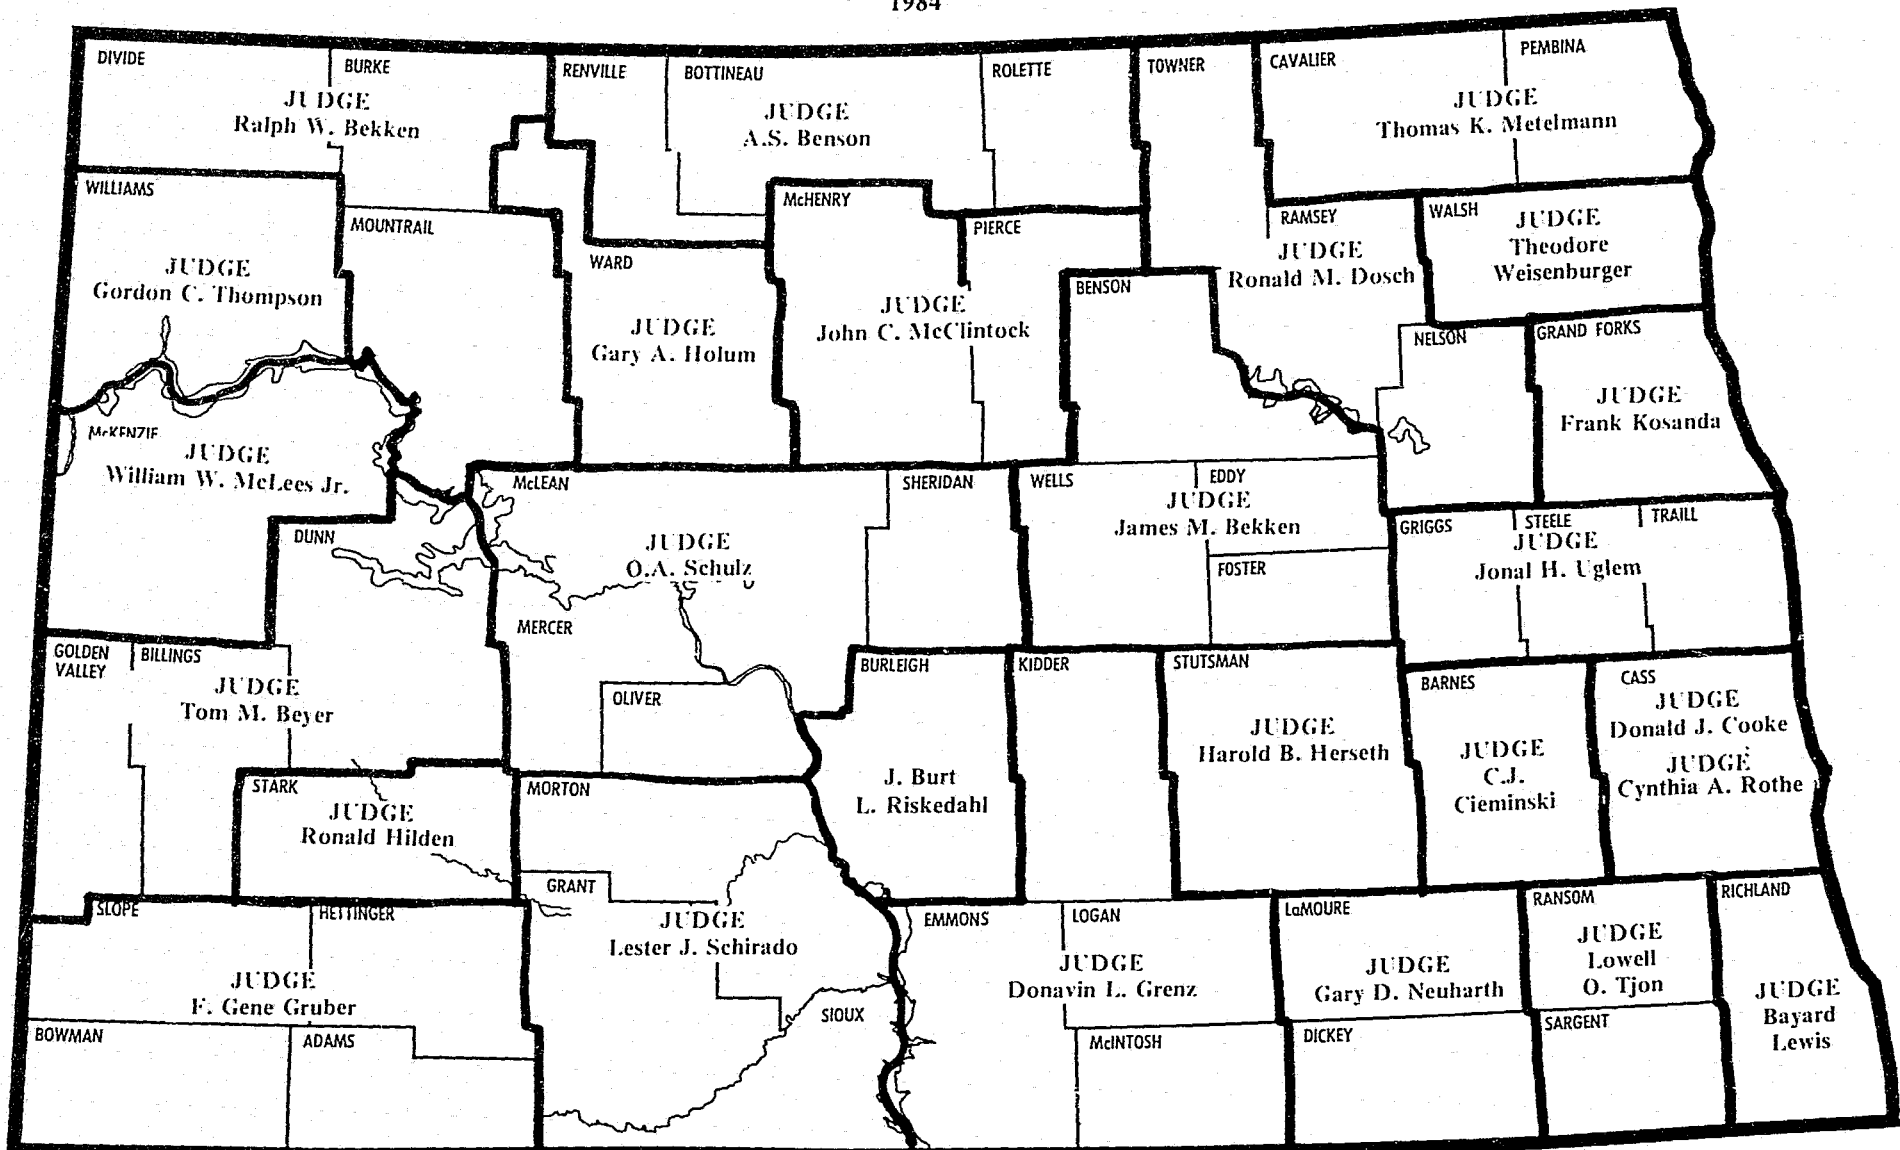 1984
DIVIDE
BURKE
RENVILLE
BOTTINEAU
ROLETTE
TOWNER
CAVALIER
PEMBINA
JUDGE
Ralph W. Bekken
JUDGE
A.S. Benson
JUDGE
Thomas K. Metelmann
WILLIAMS
MOUNTRAIL
WARD
McHENRY
PIERCE
BENSON
RAMSEY
WALSH
JUDGE
Gordon C. Thompson
JUDGE
Gary A. Holum
JUDGE
John C. McClintock
JUDGE
Ronald M. Dosch
JUDGE
Theodore
Weisenburger
NELSON
GRAND FORKS
JUDGE
Frank Kosanda
McKENZIE
JUDGE
William W. McLees Jr.
DUNN
McLEAN
SHERIDAN
WELLS
EDDY
JUDGE
James M. Bekken
FOSTER
GRIGGS
STEELE
TRAILL
JUDGE
Jonal H. Uglem
JUDGE
O.A. Schulz
MERCER
OLIVER
GOLDEN
VALLEY
BILLINGS
JUDGE
Tom M. Beyer
BURLEIGH
KIDDER
STUTSMAN
BARNES
CASS
JUDGE
Donald J. Cooke
JUDGE
Cynthia A. Rothe
JUDGE
Harold B. Herseth
JUDGE
C.J.
Cieminski
J. Burt
L. Riskedahl
STARK
JUDGE
Ronald Hilden
MORTON
GRANT
JUDGE
Lester J. Schirado
SIOUX
SLOPE
HETTINGER
JUDGE
F. Gene Gruber
BOWMAN
ADAMS
EMMONS
LOGAN
JUDGE
Donavin L. Grenz
McINTOSH
LaMOURE
JUDGE
Gary D. Neuharth
DICKEY
RANSOM
JUDGE
Lowell
O. Tjon
SARGENT
RICHLAND
JUDGE
Bayard
Lewis